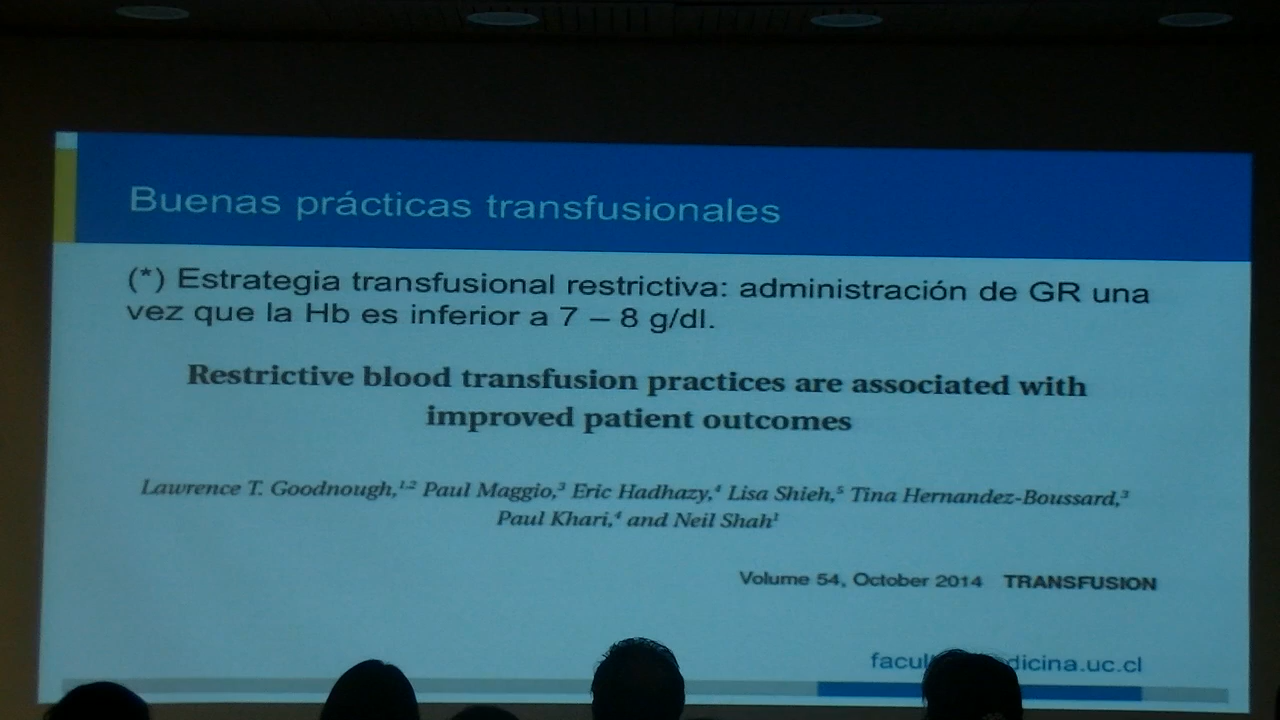 Buenas prácticas transfusionales
(*) Estrategia transfusional restrictiva: administración de GR una
vez que la Hb es inferior a 7 – 8 g/dl.
Restrictive blood transfusion practices are associated with
improved patient outcomes
Lawrence T. Goodnough,¹·² Paul Maggio,³ Eric Hadhazy,⁴ Lisa Shieh,⁵ Tina Hernandez-Boussard,³
Paul Khari,⁴ and Neil Shah¹
Volume 54, October 2014 TRANSFUSION